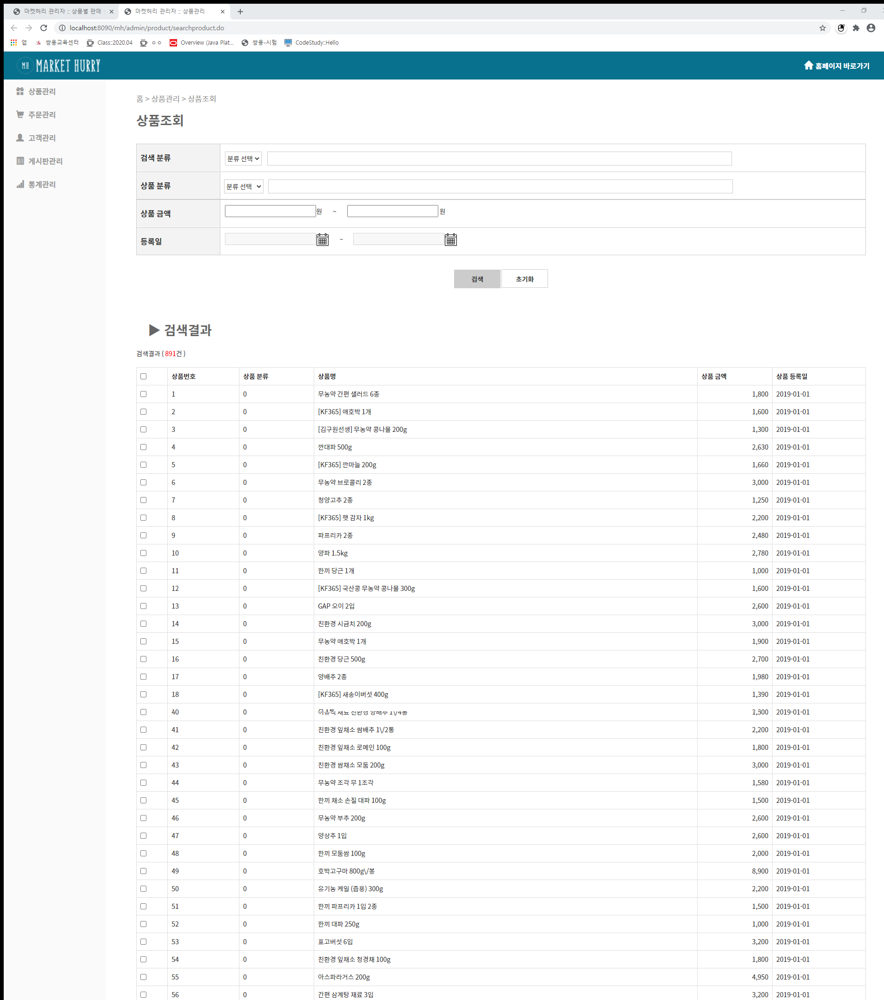 마켓허리 관리자 :: 상품별 판매
마켓허리 관리자 :: 상품관리
localhost:8090/mh/admin/product/searchproduct.do
앱 쌍용교육센터 Class::2020.04 ㅇㅇ Overview (Java Plat... 쌍용-시험 CodeStudy::Hello
MH MARKET HURRY
홈페이지 바로가기
상품관리
주문관리
고객관리
게시판관리
통계관리
홈 > 상품관리 > 상품조회
상품조회
검색 분류 분류 선택
상품 분류 분류 선택
상품 금액 원 ~ 원
등록일 ~
검색 초기화
▶ 검색결과
검색결과 ( 891건 )
상품번호 상품 분류 상품명 상품 금액 상품 등록일
1 0 무농약 간편 샐러드 6종 1,800 2019-01-01
2 0 [KF365] 애호박 1개 1,600 2019-01-01
3 0 [김구원선생] 무농약 콩나물 200g 1,300 2019-01-01
4 0 깐대파 500g 2,630 2019-01-01
5 0 [KF365] 깐마늘 200g 1,660 2019-01-01
6 0 무농약 브로콜리 2종 3,000 2019-01-01
7 0 청양고추 2종 1,250 2019-01-01
8 0 [KF365] 햇 감자 1kg 2,200 2019-01-01
9 0 파프리카 2종 2,480 2019-01-01
10 0 양파 1.5kg 2,780 2019-01-01
11 0 한끼 당근 1개 1,000 2019-01-01
12 0 [KF365] 국산콩 무농약 콩나물 300g 1,600 2019-01-01
13 0 GAP 오이 2입 2,600 2019-01-01
14 0 친환경 시금치 200g 3,000 2019-01-01
15 0 무농약 애호박 1개 1,900 2019-01-01
16 0 친환경 당근 500g 2,700 2019-01-01
17 0 양배추 2종 1,980 2019-01-01
18 0 [KF365] 새송이버섯 400g 1,390 2019-01-01
40 0 재료 친환경 양배추 1\/4통 2019-01-01
41 0 친환경 잎채소 쌈배추 1\/2통 2,200 2019-01-01
42 0 친환경 잎채소 로메인 100g 1,800 2019-01-01
43 0 친환경 쌈채소 모둠 200g 3,000 2019-01-01
44 0 무농약 조각 무 1조각 1,580 2019-01-01
45 0 한끼 채소 손질 대파 100g 1,500 2019-01-01
46 0 무농약 부추 200g 2,600 2019-01-01
47 0 양상추 1입 2,600 2019-01-01
48 0 한끼 모둠쌈 100g 2,000 2019-01-01
49 0 호박고구마 800g\/봉 8,900 2019-01-01
50 0 유기농 케일 (즙용) 300g 2,200 2019-01-01
51 0 한끼 파프리카 1입 2종 1,500 2019-01-01
52 0 한끼 대파 250g 1,000 2019-01-01
53 0 표고버섯 6입 3,200 2019-01-01
54 0 친환경 잎채소 청경채 100g 1,800 2019-01-01
55 0 아스파라거스 200g 4,950 2019-01-01
56 0 간편 삼계탕 재료 3입 3,200 2019-01-01